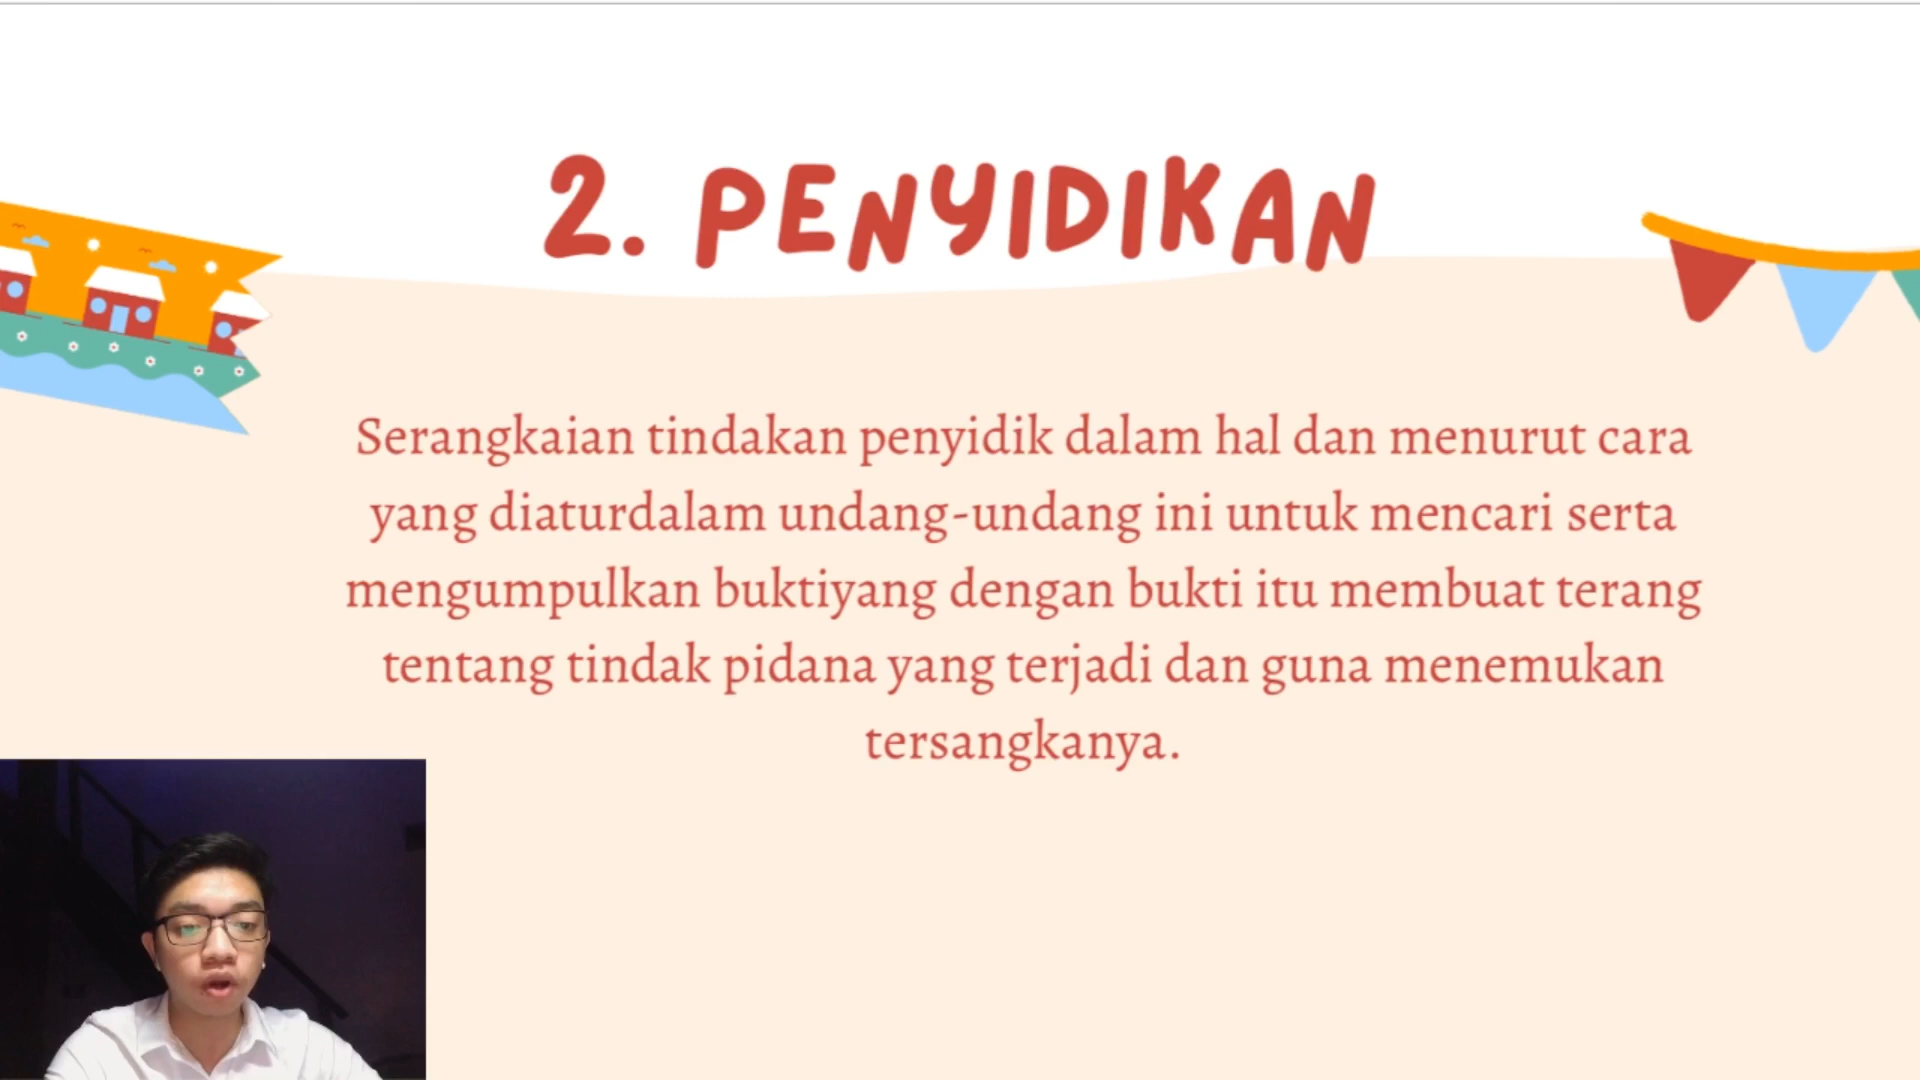 2. PENYIDIKAN
Serangkaian tindakan penyidik dalam hal dan menurut cara
yang diaturdalam undang-undang ini untuk mencari serta
mengumpulkan buktiyang dengan bukti itu membuat terang
tentang tindak pidana yang terjadi dan guna menemukan
tersangkanya.